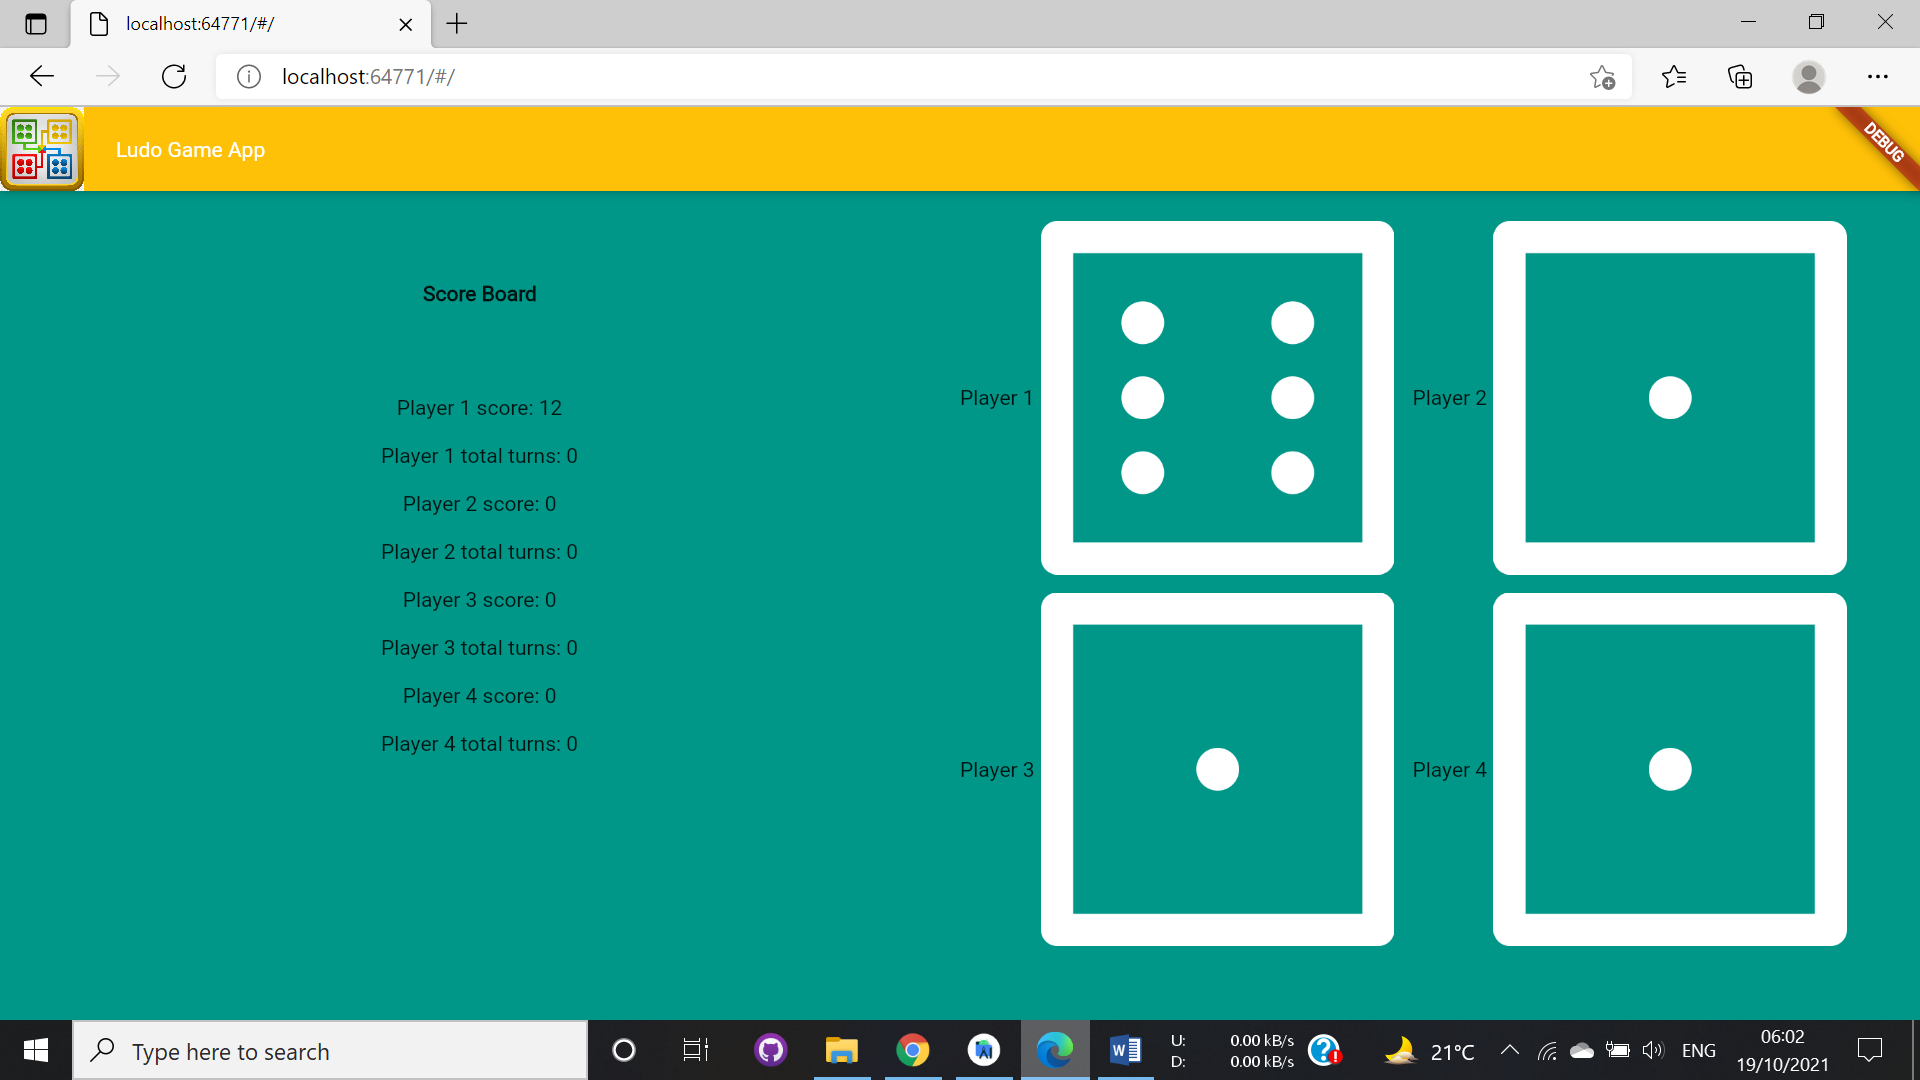 localhost:64771/#/
localhost:64771/#/
Ludo Game App
DEBUG
Score Board
Player 1 score: 12
Player 1 total turns: 0
Player 2 score: 0
Player 2 total turns: 0
Player 3 score: 0
Player 3 total turns: 0
Player 4 score: 0
Player 4 total turns: 0
Player 1
Player 2
Player 3
Player 4
Type here to search
U: 0.00 kB/s
D: 0.00 kB/s
21°C
ENG
06:02
19/10/2021